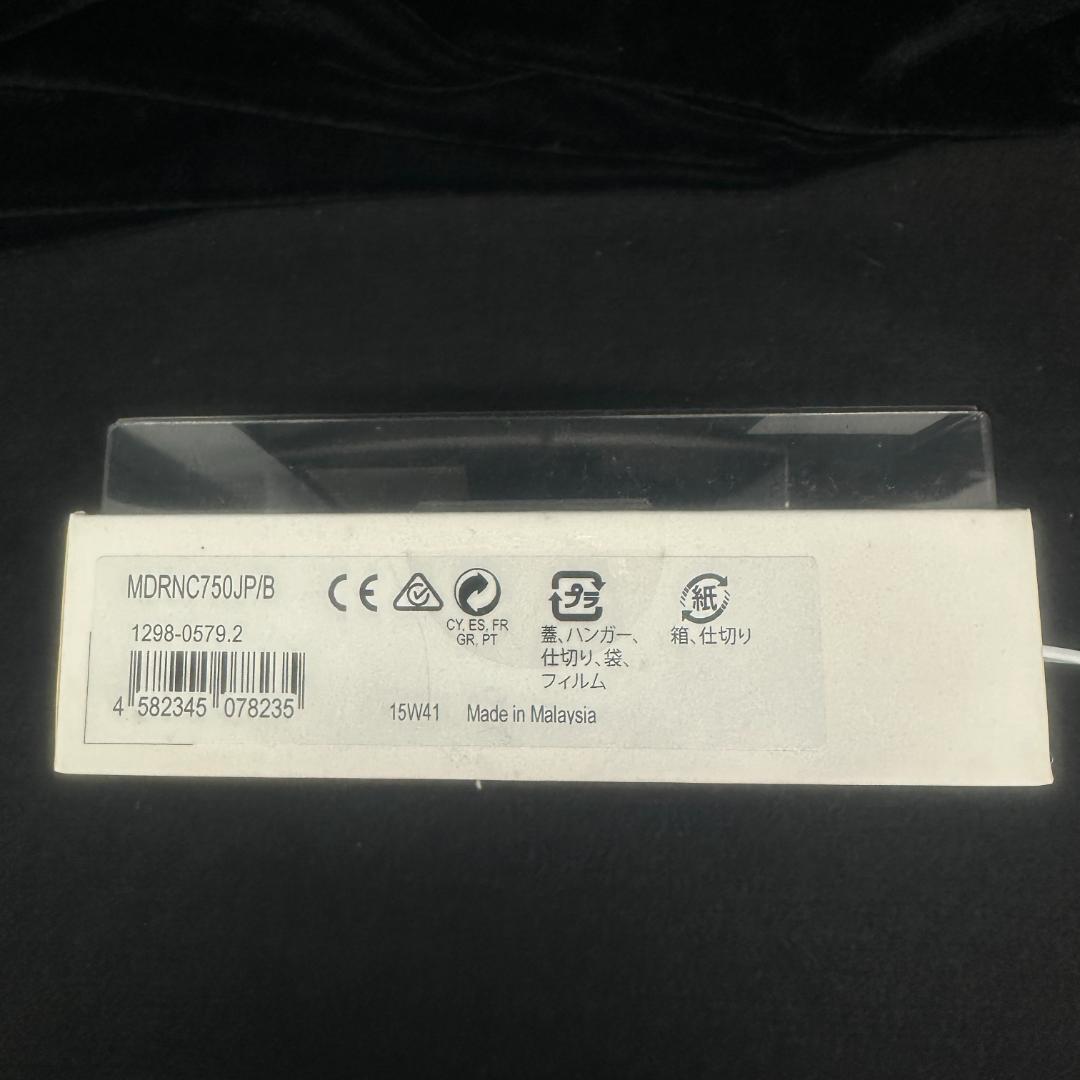 MDRNC750JP/B
CE
1298-0579.2
CY, ES, FR
GR, PT
プラ
蓋、ハンガー、
仕切り、袋、
フィルム
紙
箱、仕切り
4 582345 078235
15W41 Made in Malaysia